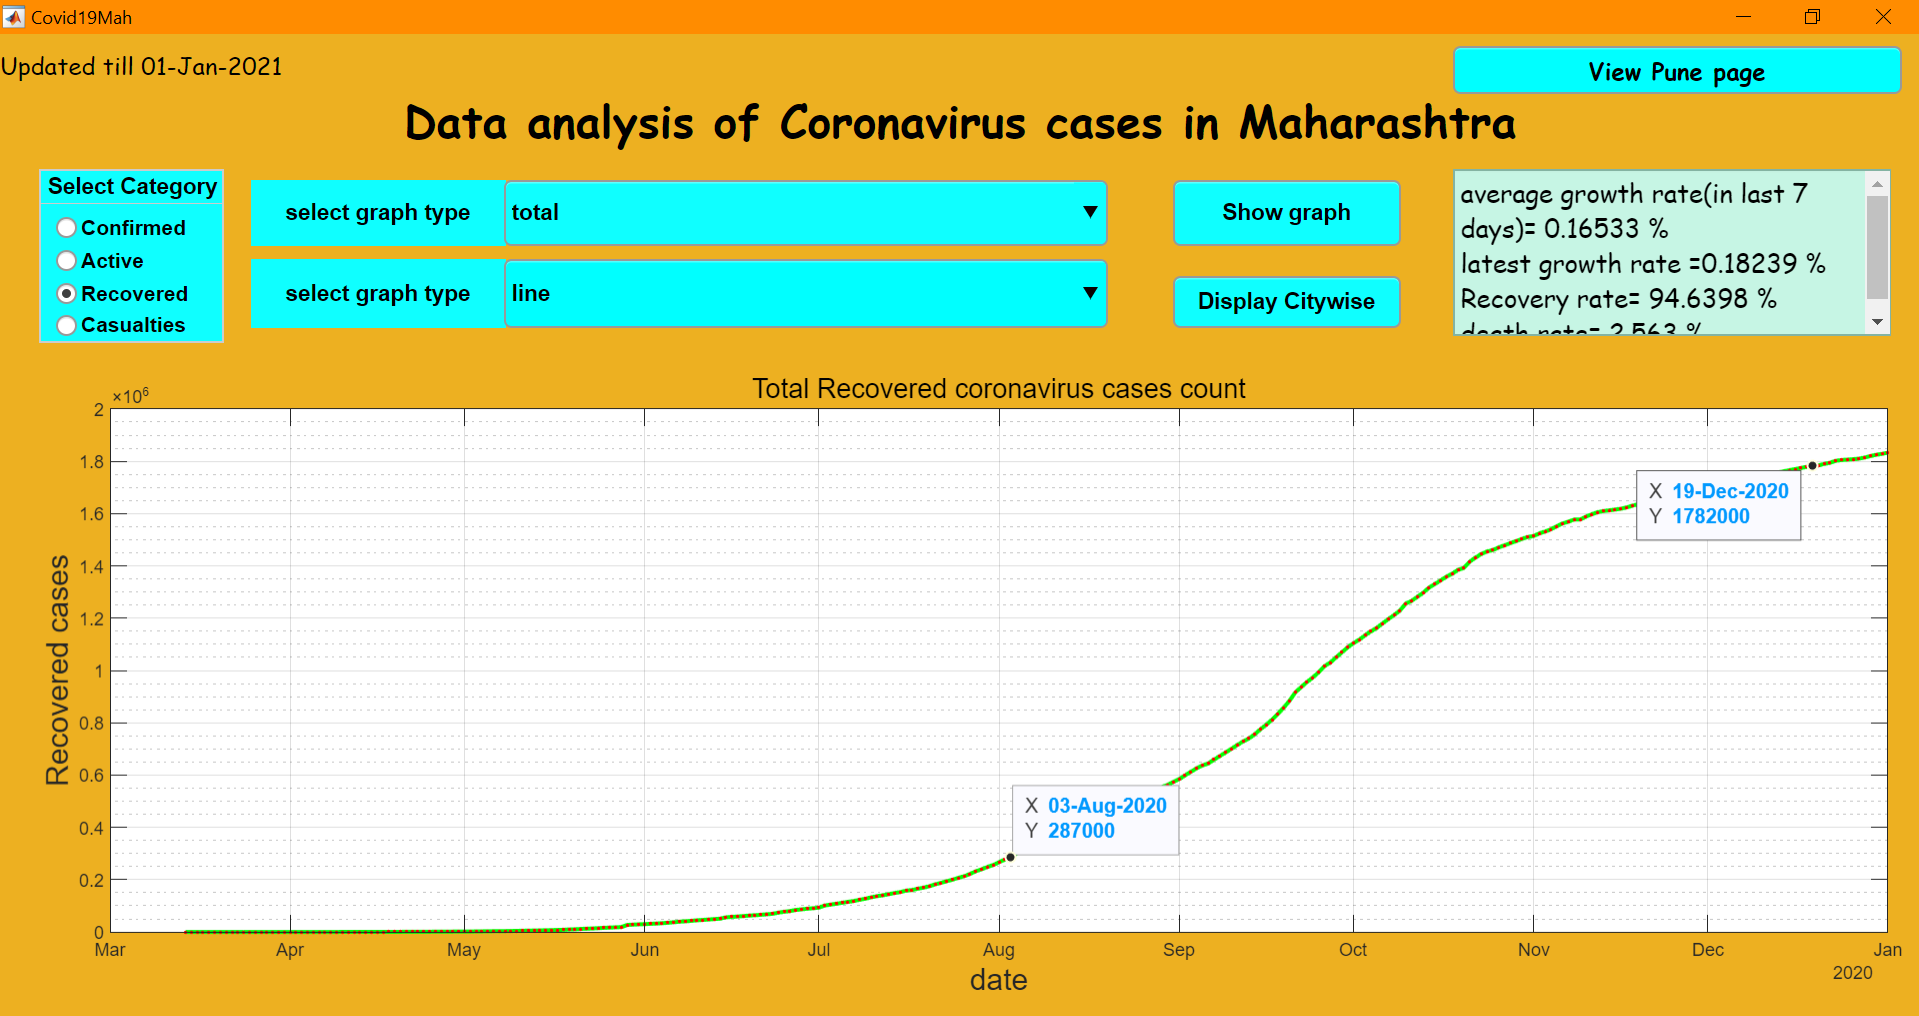 Covid19Mah
Updated till 01-Jan-2021
View Pune page
Data analysis of Coronavirus cases in Maharashtra
Select Category
Confirmed
Active
Recovered
Casualties
select graph type
total
select graph type
line
Show graph
Display Citywise
average growth rate(in last 7
days)= 0.16533 %
latest growth rate =0.18239 %
Recovery rate= 94.6398 %
death rate= 2.563 %
Total Recovered coronavirus cases count
×10⁶
2
1.8
1.6
1.4
1.2
1
0.8
0.6
0.4
0.2
0
Recovered cases
X 19-Dec-2020
Y 1782000
X 03-Aug-2020
Y 287000
Mar Apr May Jun Jul Aug Sep Oct Nov Dec Jan
2020
date